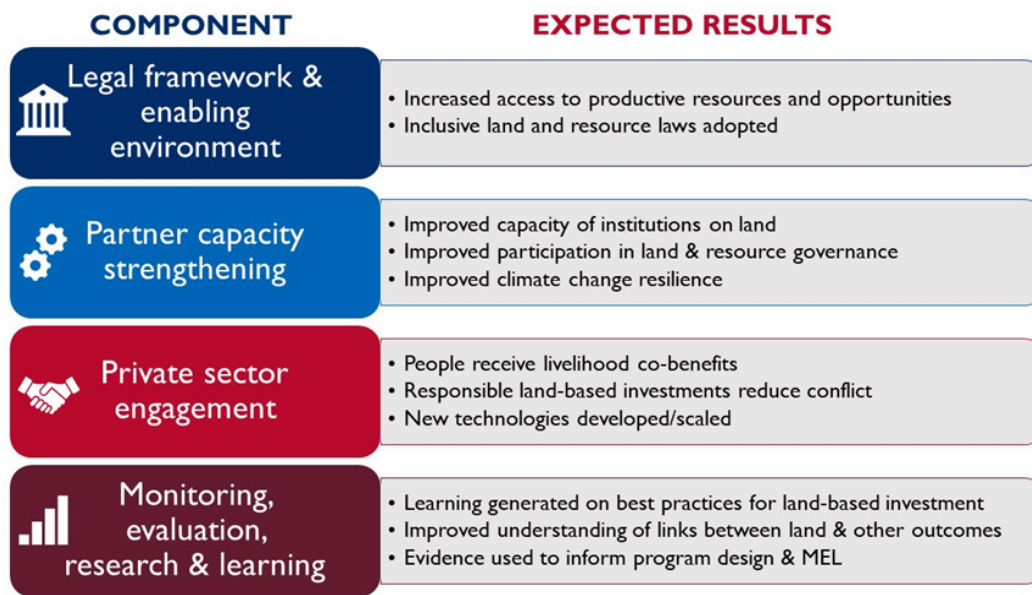 COMPONENT
EXPECTED RESULTS
Legal framework &
enabling
environment
• Increased access to productive resources and opportunities
• Inclusive land and resource laws adopted
Partner capacity
strengthening
• Improved capacity of institutions on land
• Improved participation in land & resource governance
• Improved climate change resilience
Private sector
engagement
• People receive livelihood co-benefits
• Responsible land-based investments reduce conflict
• New technologies developed/scaled
Monitoring,
evaluation,
research & learning
• Learning generated on best practices for land-based investment
• Improved understanding of links between land & other outcomes
• Evidence used to inform program design & MEL